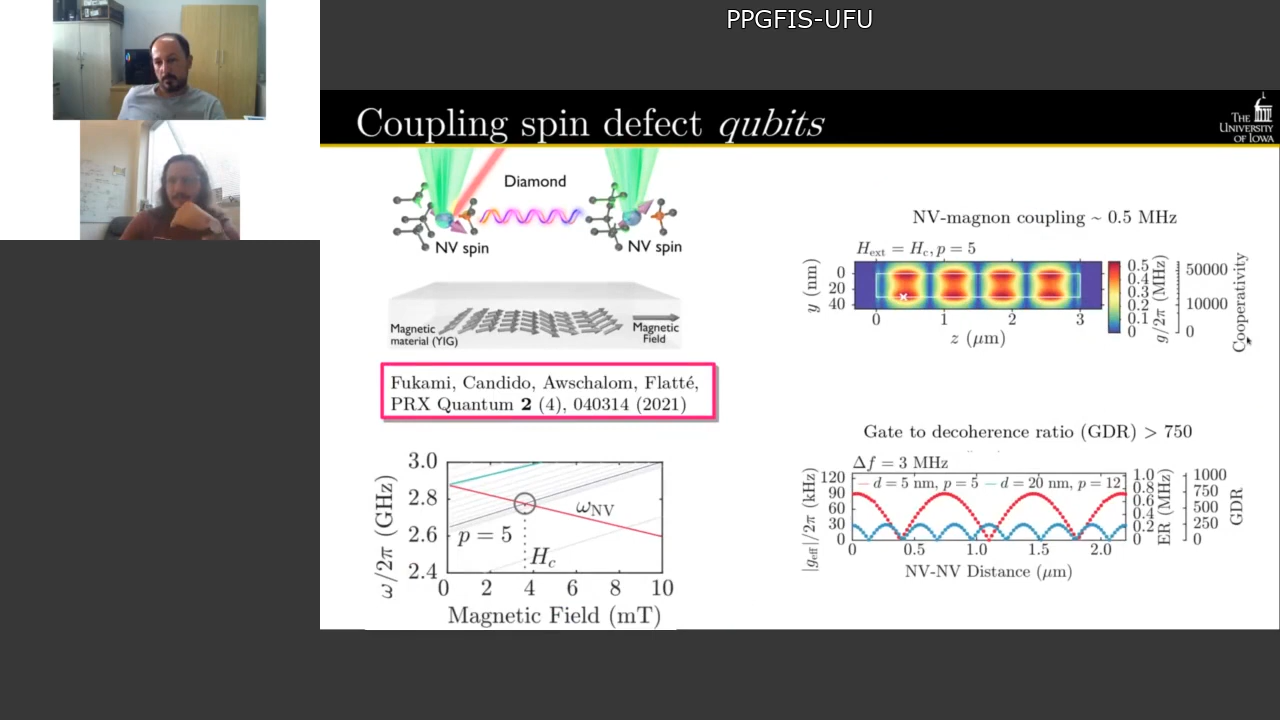 PPGFIS-UFU
Coupling spin defect qubits
THE
UNIVERSITY
OF IOWA
Diamond
NV spin
NV spin
Magnetic
material (YIG)
Magnetic
Field
Fukami, Candido, Awschalom, Flatté,
PRX Quantum 2 (4), 040314 (2021)
3.0
2.8
2.6
2.4
ω/2π (GHz)
ω_NV
p = 5
H_c
0 2 4 6 8 10
Magnetic Field (mT)
NV-magnon coupling ~ 0.5 MHz
H_ext = H_c, p = 5
y (nm)
0
20
40
0 1 2 3
z (μm)
0.5
0.4
0.3
0.2
0.1
0
g/2π (MHz)
50000
10000
0
Cooperativity
Gate to decoherence ratio (GDR) > 750
Δf = 3 MHz
d = 5 nm, p = 5 d = 20 nm, p = 12
|g_eff|/2π (kHz)
120
90
60
30
0
0 0.5 1.0 1.5 2.0
NV-NV Distance (μm)
1.0
0.8
0.6
0.4
0.2
0
ER (MHz)
1000
750
500
250
0
GDR